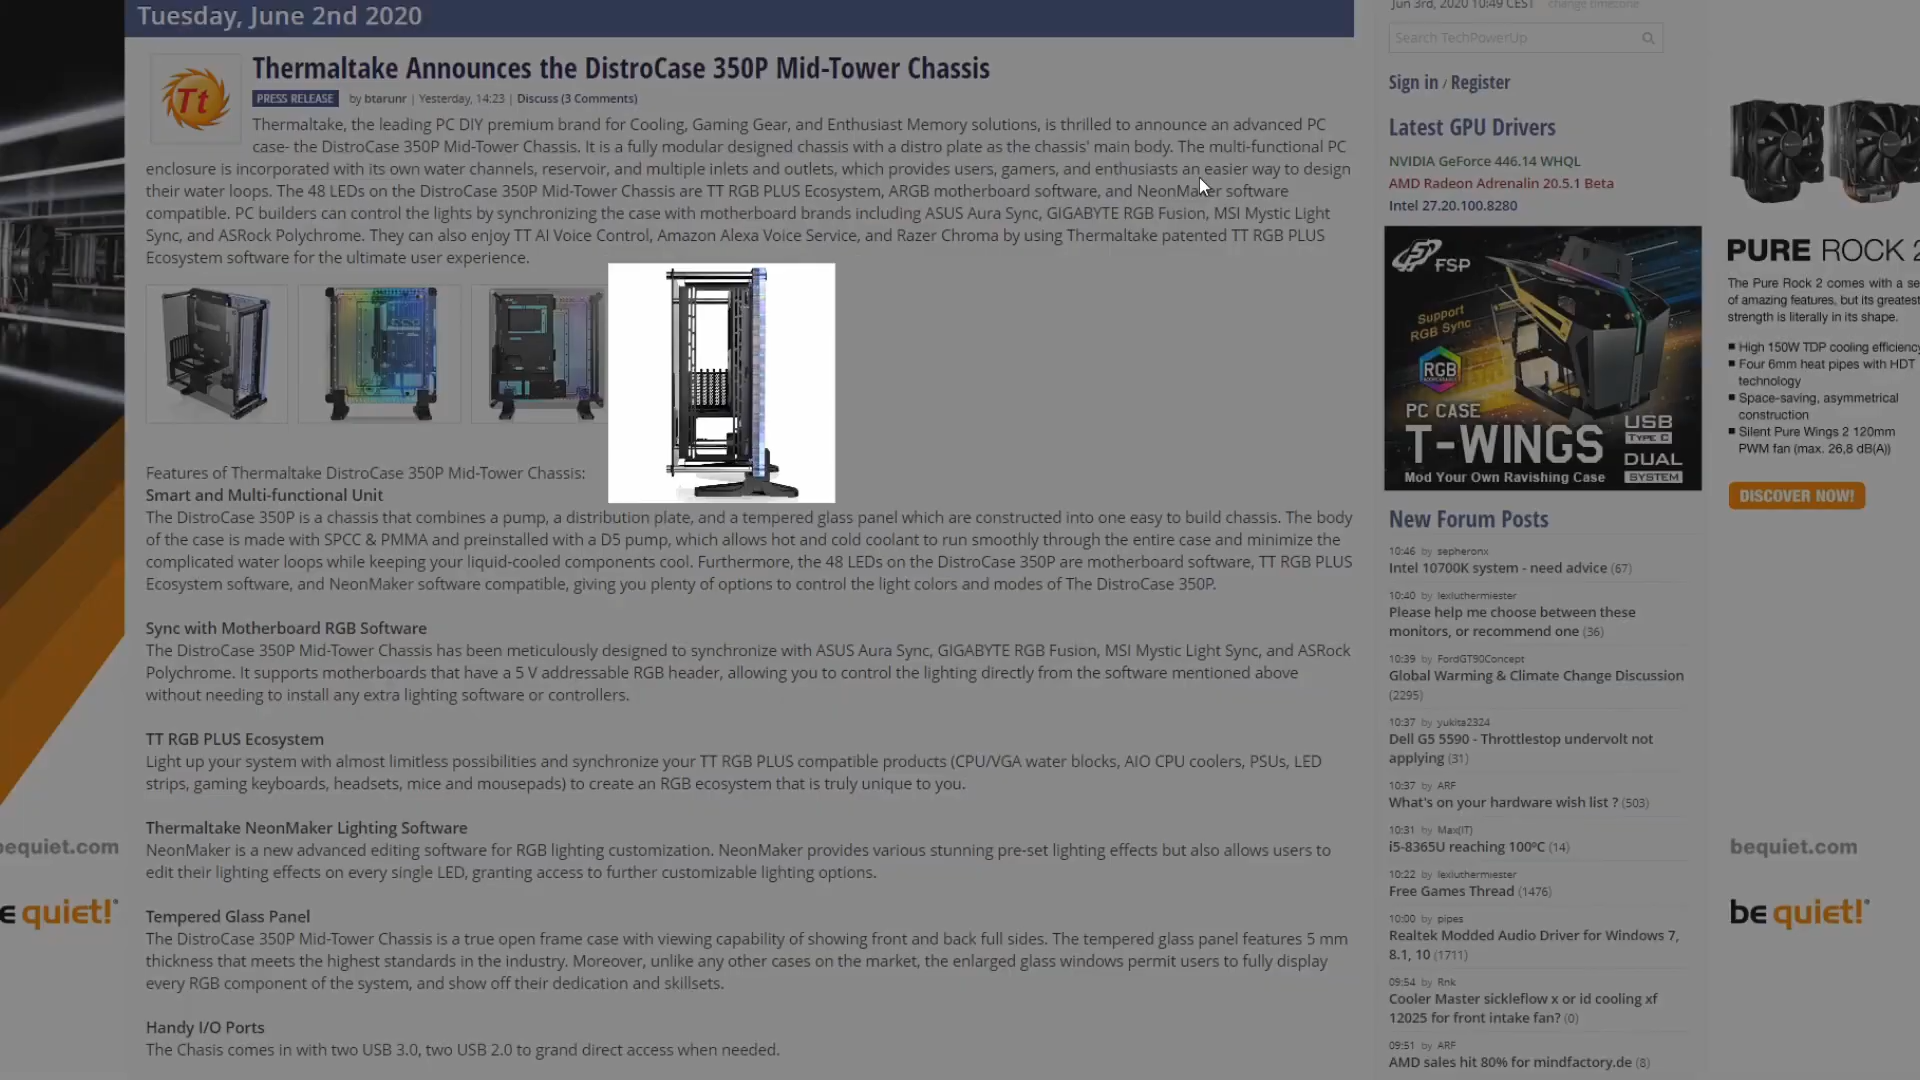 Tuesday, June 2nd 2020
Thermaltake Announces the DistroCase 350P Mid-Tower Chassis
PRESS RELEASE by btarunr | Yesterday, 14:23 | Discuss (3 Comments)
Thermaltake, the leading PC DIY premium brand for Cooling, Gaming Gear, and Enthusiast Memory solutions, is thrilled to announce an advanced PC
case- the DistroCase 350P Mid-Tower Chassis. It is a fully modular designed chassis with a distro plate as the chassis' main body. The multi-functional PC
enclosure is incorporated with its own water channels, reservoir, and multiple inlets and outlets, which provides users, gamers, and enthusiasts an easier way to design
their water loops. The 48 LEDs on the DistroCase 350P Mid-Tower Chassis are TT RGB PLUS Ecosystem, ARGB motherboard software, and NeonMaker software
compatible. PC builders can control the lights by synchronizing the case with motherboard brands including ASUS Aura Sync, GIGABYTE RGB Fusion, MSI Mystic Light
Sync, and ASRock Polychrome. They can also enjoy TT AI Voice Control, Amazon Alexa Voice Service, and Razer Chroma by using Thermaltake patented TT RGB PLUS
Ecosystem software for the ultimate user experience.
Features of Thermaltake DistroCase 350P Mid-Tower Chassis:
Smart and Multi-functional Unit
The DistroCase 350P is a chassis that combines a pump, a distribution plate, and a tempered glass panel which are constructed into one easy to build chassis. The body
of the case is made with SPCC & PMMA and preinstalled with a D5 pump, which allows hot and cold coolant to run smoothly through the entire case and minimize the
complicated water loops while keeping your liquid-cooled components cool. Furthermore, the 48 LEDs on the DistroCase 350P are motherboard software, TT RGB PLUS
Ecosystem software, and NeonMaker software compatible, giving you plenty of options to control the light colors and modes of The DistroCase 350P.
Sync with Motherboard RGB Software
The DistroCase 350P Mid-Tower Chassis has been meticulously designed to synchronize with ASUS Aura Sync, GIGABYTE RGB Fusion, MSI Mystic Light Sync, and ASRock
Polychrome. It supports motherboards that have a 5 V addressable RGB header, allowing you to control the lighting directly from the software mentioned above
without needing to install any extra lighting software or controllers.
TT RGB PLUS Ecosystem
Light up your system with almost limitless possibilities and synchronize your TT RGB PLUS compatible products (CPU/VGA water blocks, AIO CPU coolers, PSUs, LED
strips, gaming keyboards, headsets, mice and mousepads) to create an RGB ecosystem that is truly unique to you.
Thermaltake NeonMaker Lighting Software
NeonMaker is a new advanced editing software for RGB lighting customization. NeonMaker provides various stunning pre-set lighting effects but also allows users to
edit their lighting effects on every single LED, granting access to further customizable lighting options.
Tempered Glass Panel
The DistroCase 350P Mid-Tower Chassis is a true open frame case with viewing capability of showing front and back full sides. The tempered glass panel features 5 mm
thickness that meets the highest standards in the industry. Moreover, unlike any other cases on the market, the enlarged glass windows permit users to fully display
every RGB component of the system, and show off their dedication and skillsets.
Handy I/O Ports
The Chasis comes in with two USB 3.0, two USB 2.0 to grand direct access when needed.
Tt
Jun 3rd, 2020 10:49 CEST change timezone
Search TechPowerUp
Sign in / Register
Latest GPU Drivers
NVIDIA GeForce 446.14 WHQL
AMD Radeon Adrenalin 20.5.1 Beta
Intel 27.20.100.8280
FSP
Support
RGB Sync
RGB
PC CASE
T-WINGS
USB
TYPE C
DUAL
SYSTEM
Mod Your Own Ravishing Case
New Forum Posts
10:46 by sepheronx
Intel 10700K system - need advice (67)
10:40 by lexluthermiester
Please help me choose between these
monitors, or recommend one (36)
10:39 by FordGT90Concept
Global Warming & Climate Change Discussion
(2295)
10:37 by yukita2324
Dell G5 5590 - Throttlestop undervolt not
applying (31)
10:37 by ARF
What's on your hardware wish list ? (503)
10:31 by Max(IT)
i5-8365U reaching 100ºC (14)
10:22 by lexluthermiester
Free Games Thread (1476)
10:00 by pipes
Realtek Modded Audio Driver for Windows 7,
8.1, 10 (1711)
09:54 by Rnk
Cooler Master sickleflow x or id cooling xf
12025 for front intake fan? (0)
09:51 by ARF
AMD sales hit 80% for mindfactory.de (8)
PURE ROCK 2
The Pure Rock 2 comes with a se
of amazing features, but its greatest
strength is literally in its shape.
High 150W TDP cooling efficiency
Four 6mm heat pipes with HDT
technology
Space-saving, asymmetrical
construction
Silent Pure Wings 2 120mm
PWM fan (max. 26,8 dB(A))
DISCOVER NOW!
bequiet.com
be quiet!
bequiet.com
e quiet!